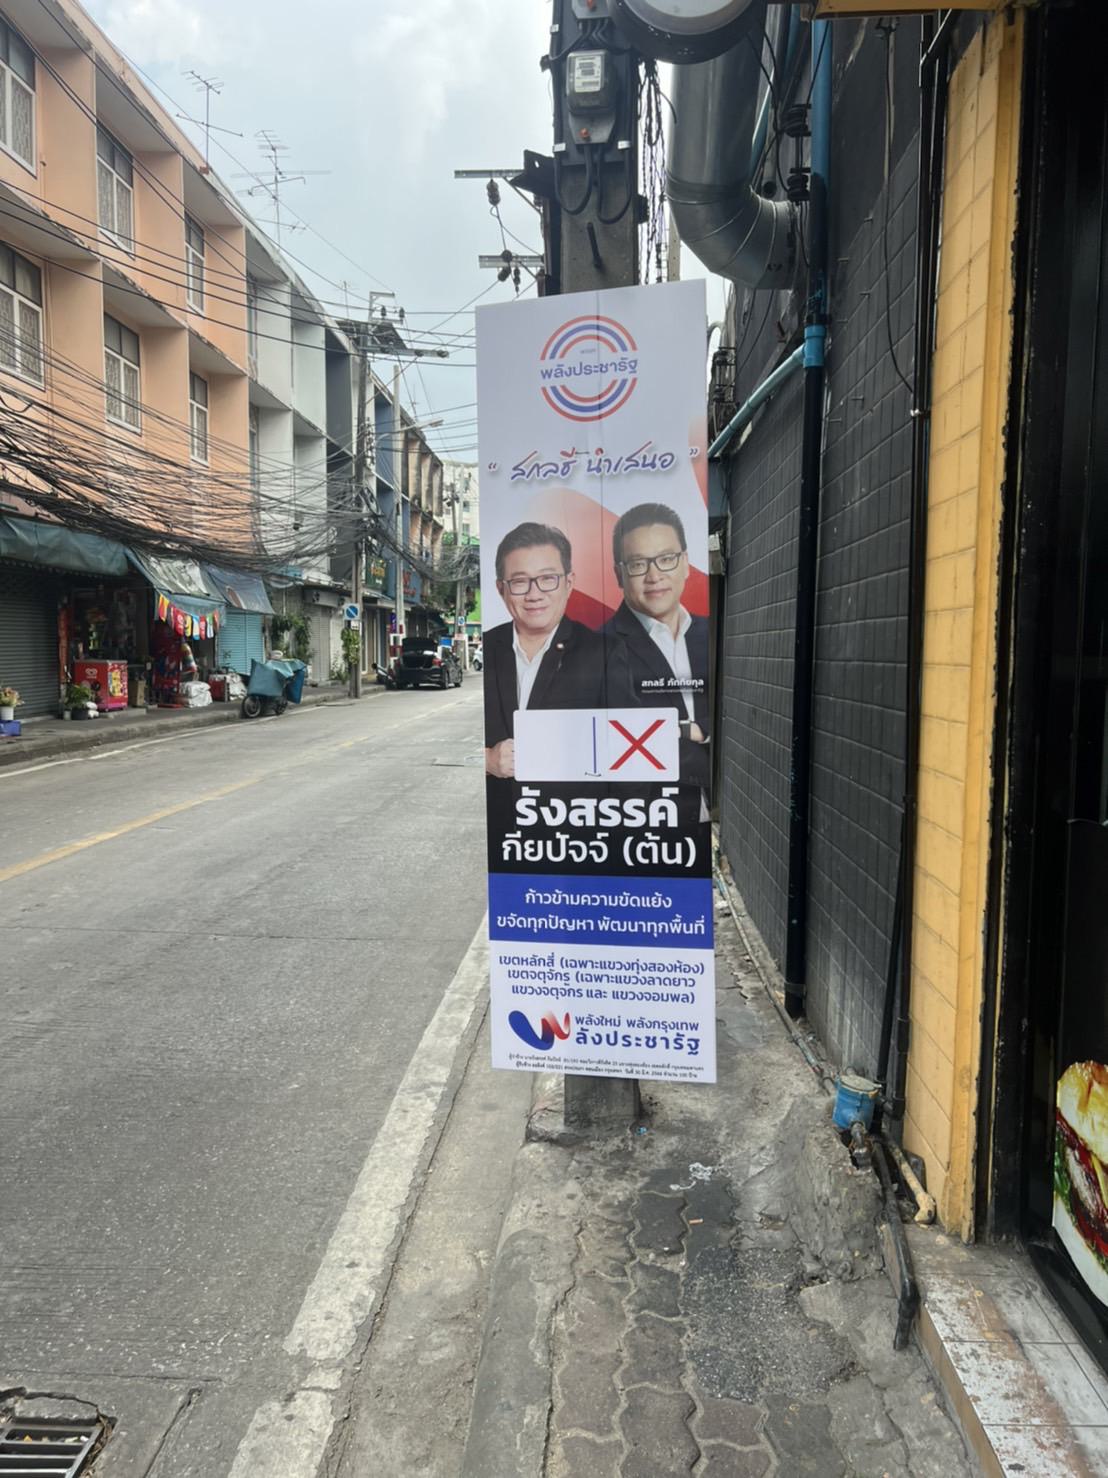 พรรค
พลังประชารัฐ
“ สกลธี นำเสนอ ”
สกลธี ภัททิยกุล
X
รังสรรค์
กียปัจจ์ (ต้น)
ก้าวข้ามความขัดแย้ง
ขจัดทุกปัญหา พัฒนาทุกพื้นที่
เขตหลักสี่ (เฉพาะแขวงทุ่งสองห้อง)
เขตจตุจักร (เฉพาะแขวงลาดยาว
แขวงจตุจักร และ แขวงจอมพล)
พลังใหม่ พลังกรุงเทพ
ลังประชารัฐ